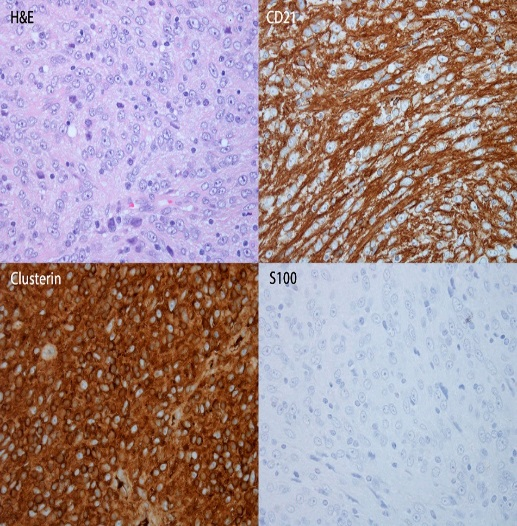 H&E
CD21
Clusterin
S100